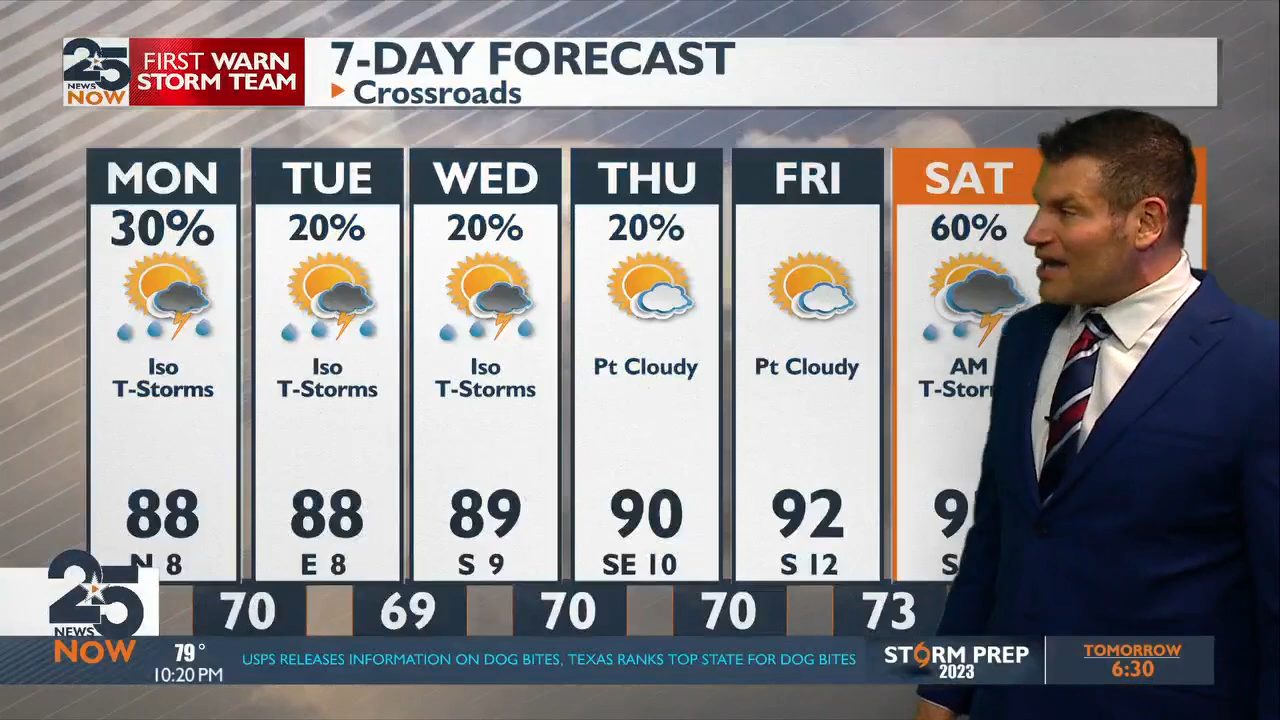 25
NEWS
NOW
FIRST WARN
STORM TEAM
7-DAY FORECAST
Crossroads
MON TUE WED THU FRI SAT
30% 20% 20% 20% 60%
Iso
T-Storms
Iso
T-Storms
Iso
T-Storms
Pt Cloudy
Pt Cloudy
AM
88 88 89 90 92
N 8 E 8 S 9 SE 10 S 12
70 69 70 70 73
25
NEWS
NOW
79°
10:20 PM
USPS RELEASES INFORMATION ON DOG BITES, TEXAS RANKS TOP STATE FOR DOG BITES
STORM PREP
2023
TOMORROW
6:30